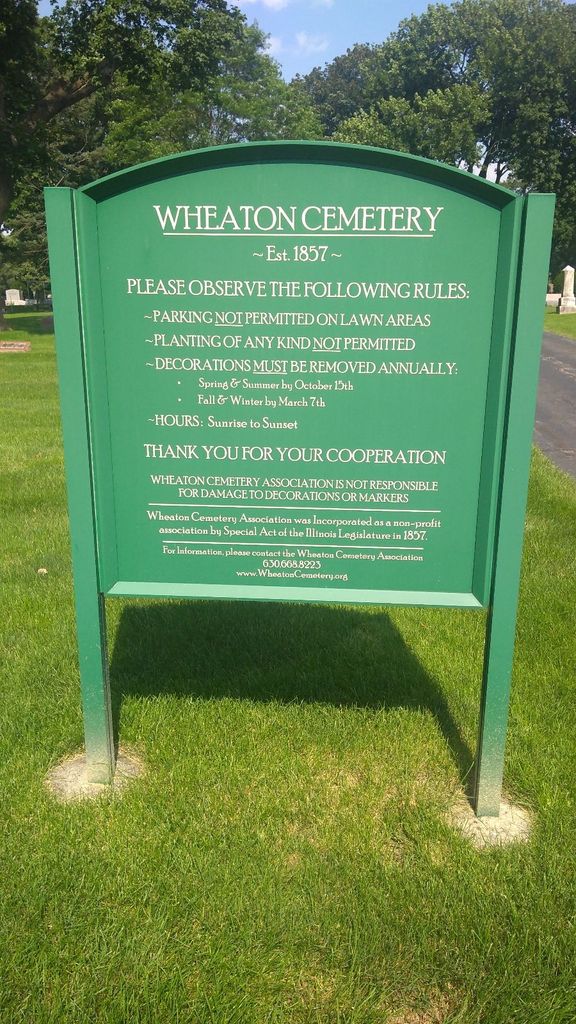 WHEATON CEMETERY
~ Est. 1857 ~
PLEASE OBSERVE THE FOLLOWING RULES:
~PARKING NOT PERMITTED ON LAWN AREAS
~PLANTING OF ANY KIND NOT PERMITTED
~DECORATIONS MUST BE REMOVED ANNUALLY:
• Spring & Summer by October 15th
• Fall & Winter by March 7th
~HOURS: Sunrise to Sunset
THANK YOU FOR YOUR COOPERATION
WHEATON CEMETERY ASSOCIATION IS NOT RESPONSIBLE
FOR DAMAGE TO DECORATIONS OR MARKERS
Wheaton Cemetery Association was Incorporated as a non-profit
association by Special Act of the Illinois Legislature in 1857.
For Information, please contact the Wheaton Cemetery Association
630.668.8223
www.WheatonCemetery.org